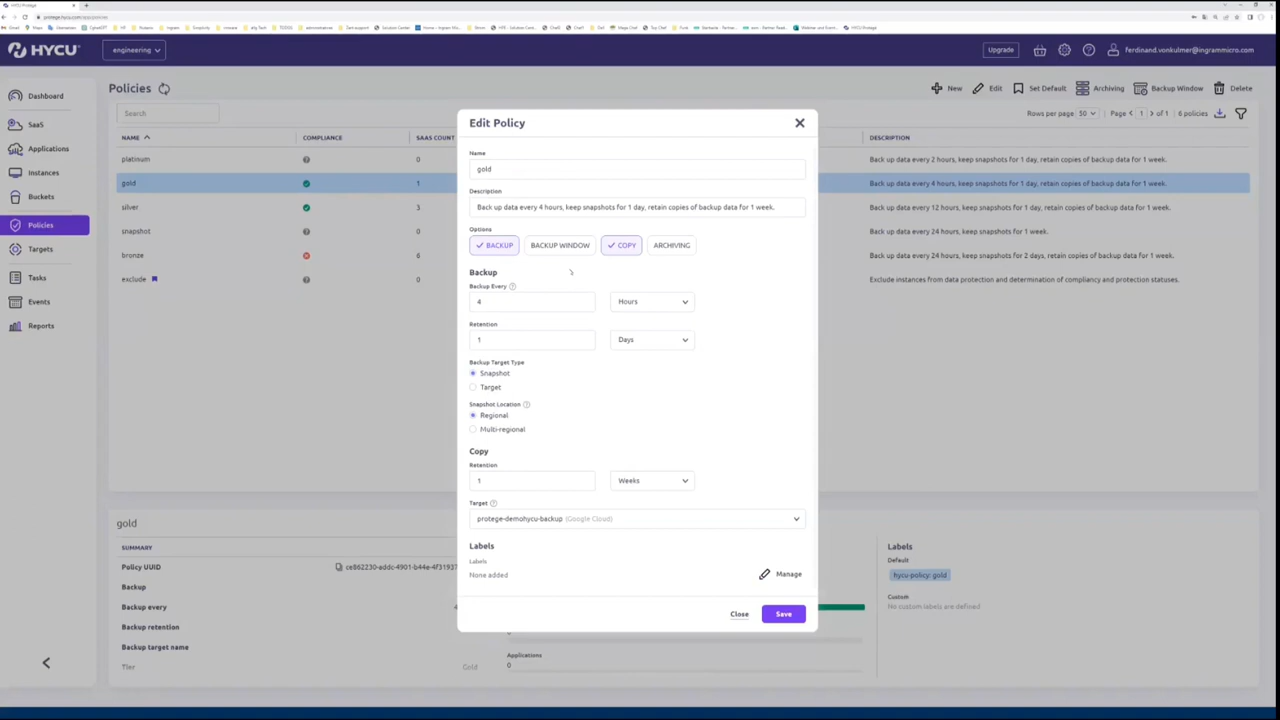 protege.hycu.com
HYCU
engineering
Upgrade
ferdinand.vonkulmer@ingrammicro.com
Dashboard
SaaS
Applications
Instances
Buckets
Policies
Targets
Tasks
Events
Reports
Policies
New
Edit
Set Default
Archiving
Backup Window
Delete
Search
Rows per page: 50
Page 1 of 1
6 policies
NAME COMPLIANCE SAAS COUNT DESCRIPTION
platinum 0 Back up data every 2 hours, keep snapshots for 1 day, retain copies of backup data for 1 week.
gold 1 Back up data every 4 hours, keep snapshots for 1 day, retain copies of backup data for 1 week.
silver 3 Back up data every 12 hours, keep snapshots for 1 day, retain copies of backup data for 1 week.
snapshot 0 Back up data every 24 hours, keep snapshots for 1 week.
bronze 6 Back up data every 24 hours, keep snapshots for 2 days, retain copies of backup data for 1 week.
exclude 0 Exclude instances from data protection and determination of compliance and protection statuses.
Edit Policy
Name
gold
Description
Back up data every 4 hours, keep snapshots for 1 day, retain copies of backup data for 1 week.
Options
BACKUP
BACKUP WINDOW
COPY
ARCHIVING
Backup
Backup Every
4 Hours
Retention
1 Days
Backup Target Type
Snapshot
Target
Snapshot Location
Regional
Multi-regional
Copy
Retention
1 Weeks
Target
protege-demohycu-backup (Google Cloud)
Labels
Labels
None added
Manage
Close
Save
gold
SUMMARY
Policy UUID ce862230-addc-4901-b44e-4f31937
Backup
Backup every 4
Backup retention
Backup target name
Tier Gold
Applications
0
Labels
Default
hycu-policy: gold
Custom
No custom labels are defined